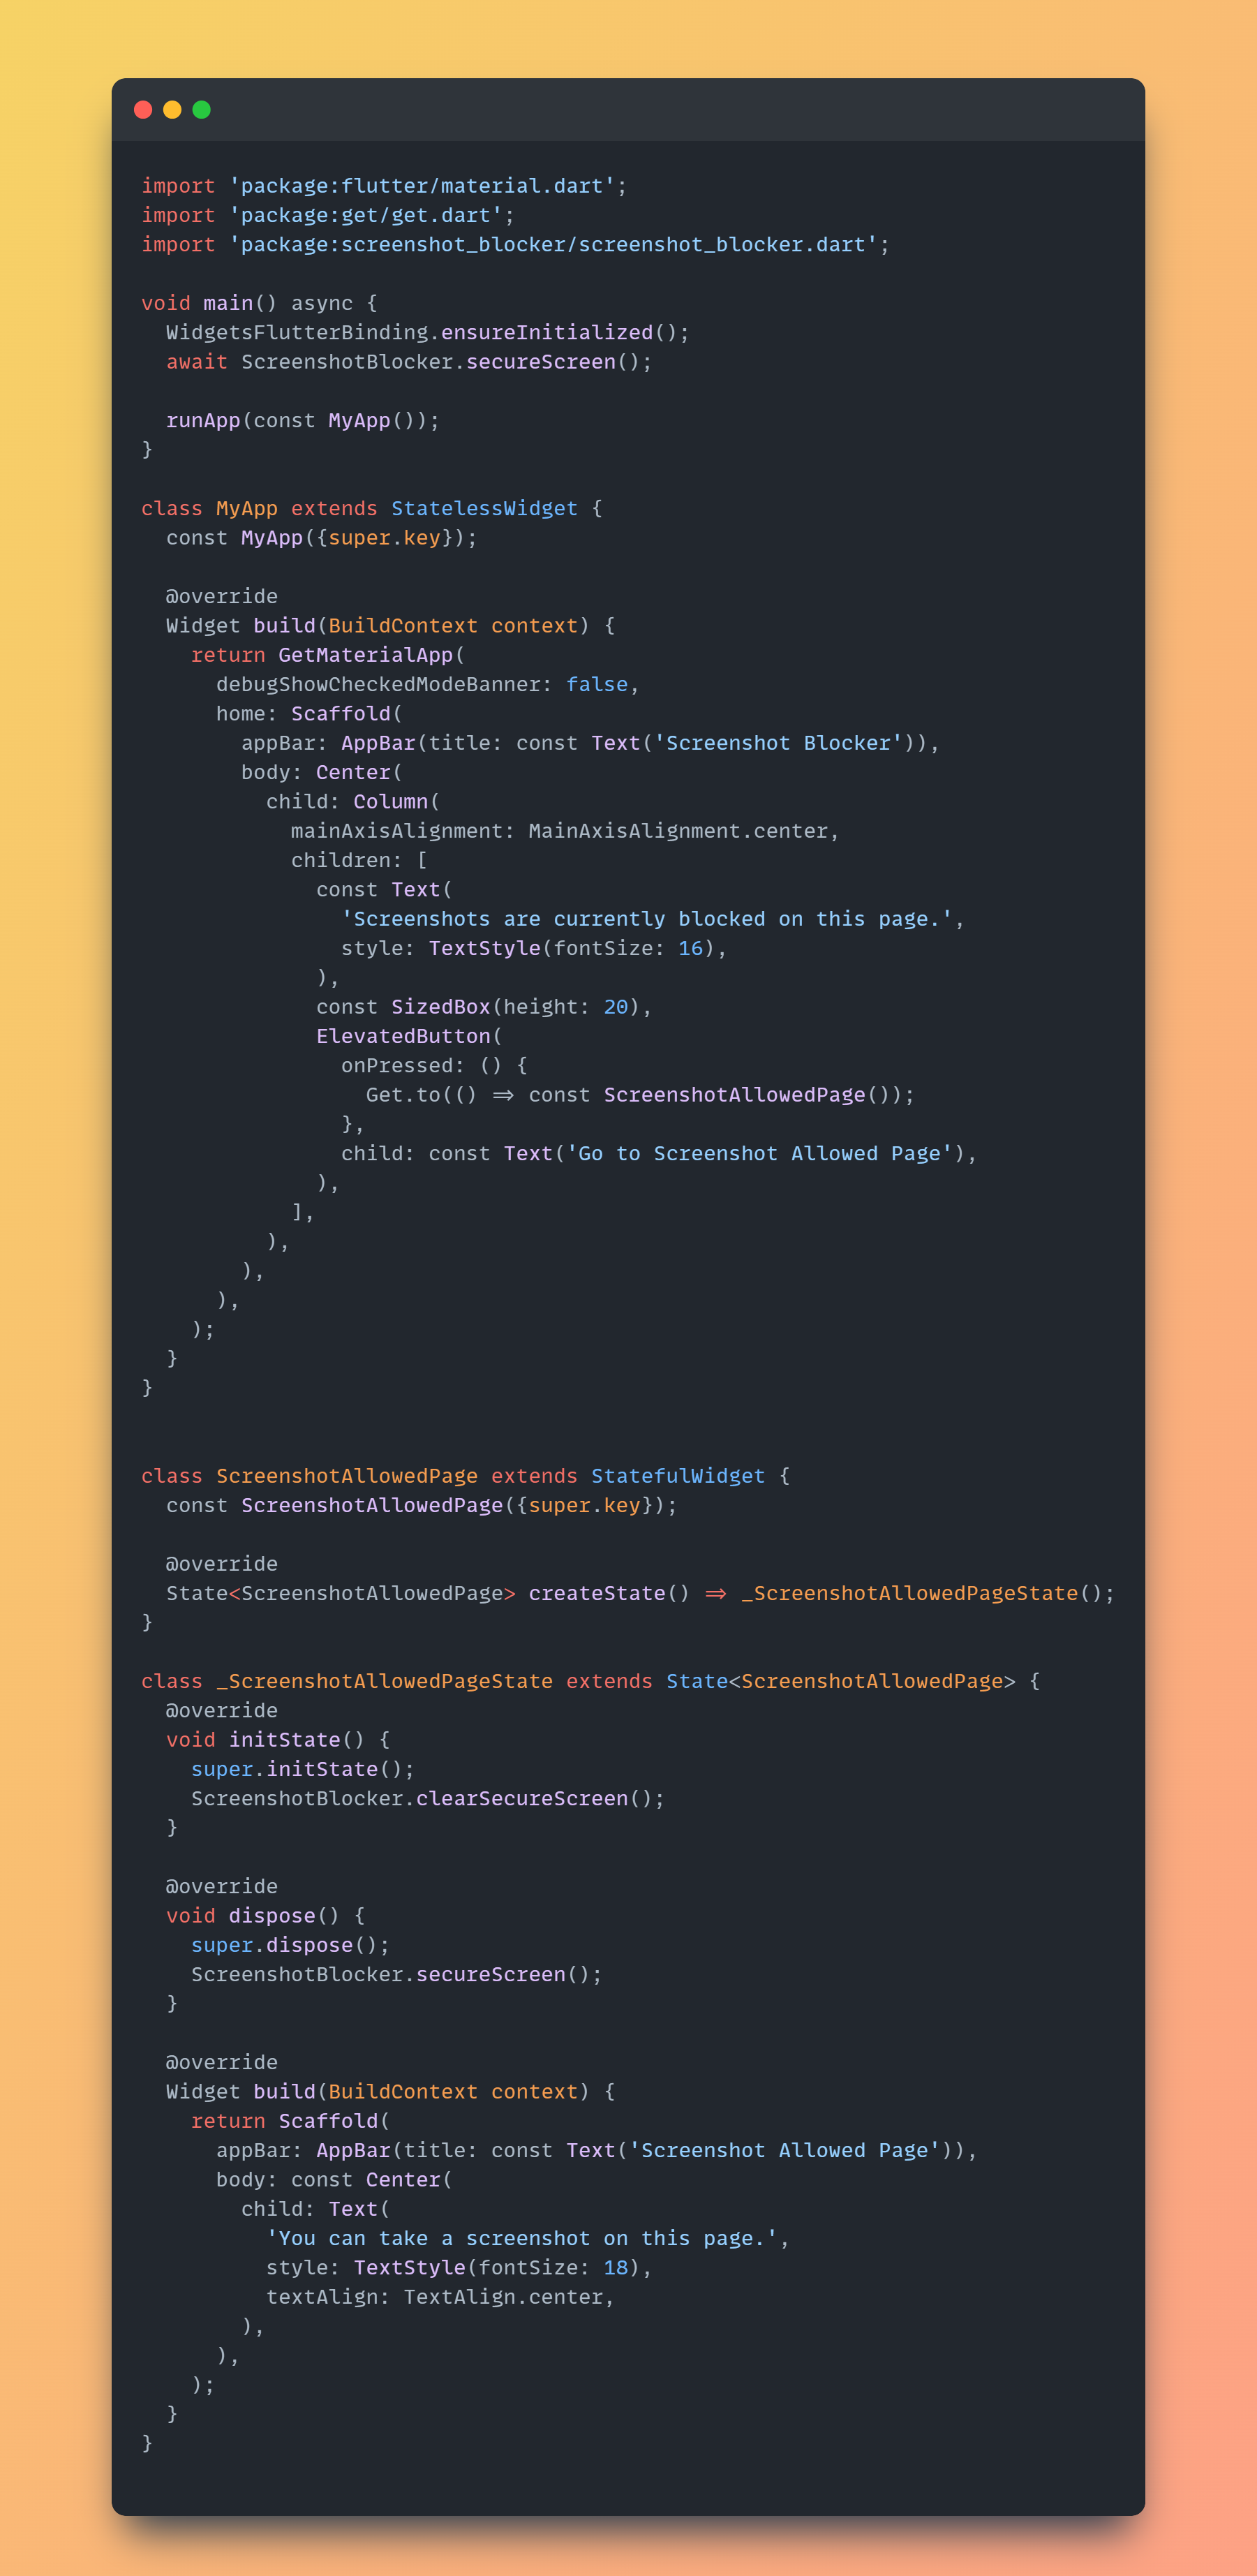 import 'package:flutter/material.dart';
import 'package:get/get.dart';
import 'package:screenshot_blocker/screenshot_blocker.dart';

void main() async {
  WidgetsFlutterBinding.ensureInitialized();
  await ScreenshotBlocker.secureScreen();

  runApp(const MyApp());
}

class MyApp extends StatelessWidget {
  const MyApp({super.key});

  @override
  Widget build(BuildContext context) {
    return GetMaterialApp(
      debugShowCheckedModeBanner: false,
      home: Scaffold(
        appBar: AppBar(title: const Text('Screenshot Blocker')),
        body: Center(
          child: Column(
            mainAxisAlignment: MainAxisAlignment.center,
            children: [
              const Text(
                'Screenshots are currently blocked on this page.',
                style: TextStyle(fontSize: 16),
              ),
              const SizedBox(height: 20),
              ElevatedButton(
                onPressed: () {
                  Get.to(() => const ScreenshotAllowedPage());
                },
                child: const Text('Go to Screenshot Allowed Page'),
              ),
            ],
          ),
        ),
      ),
    );
  }
}


class ScreenshotAllowedPage extends StatefulWidget {
  const ScreenshotAllowedPage({super.key});

  @override
  State<ScreenshotAllowedPage> createState() => _ScreenshotAllowedPageState();
}

class _ScreenshotAllowedPageState extends State<ScreenshotAllowedPage> {
  @override
  void initState() {
    super.initState();
    ScreenshotBlocker.clearSecureScreen();
  }

  @override
  void dispose() {
    super.dispose();
    ScreenshotBlocker.secureScreen();
  }

  @override
  Widget build(BuildContext context) {
    return Scaffold(
      appBar: AppBar(title: const Text('Screenshot Allowed Page')),
      body: const Center(
        child: Text(
          'You can take a screenshot on this page.',
          style: TextStyle(fontSize: 18),
          textAlign: TextAlign.center,
        ),
      ),
    );
  }
}